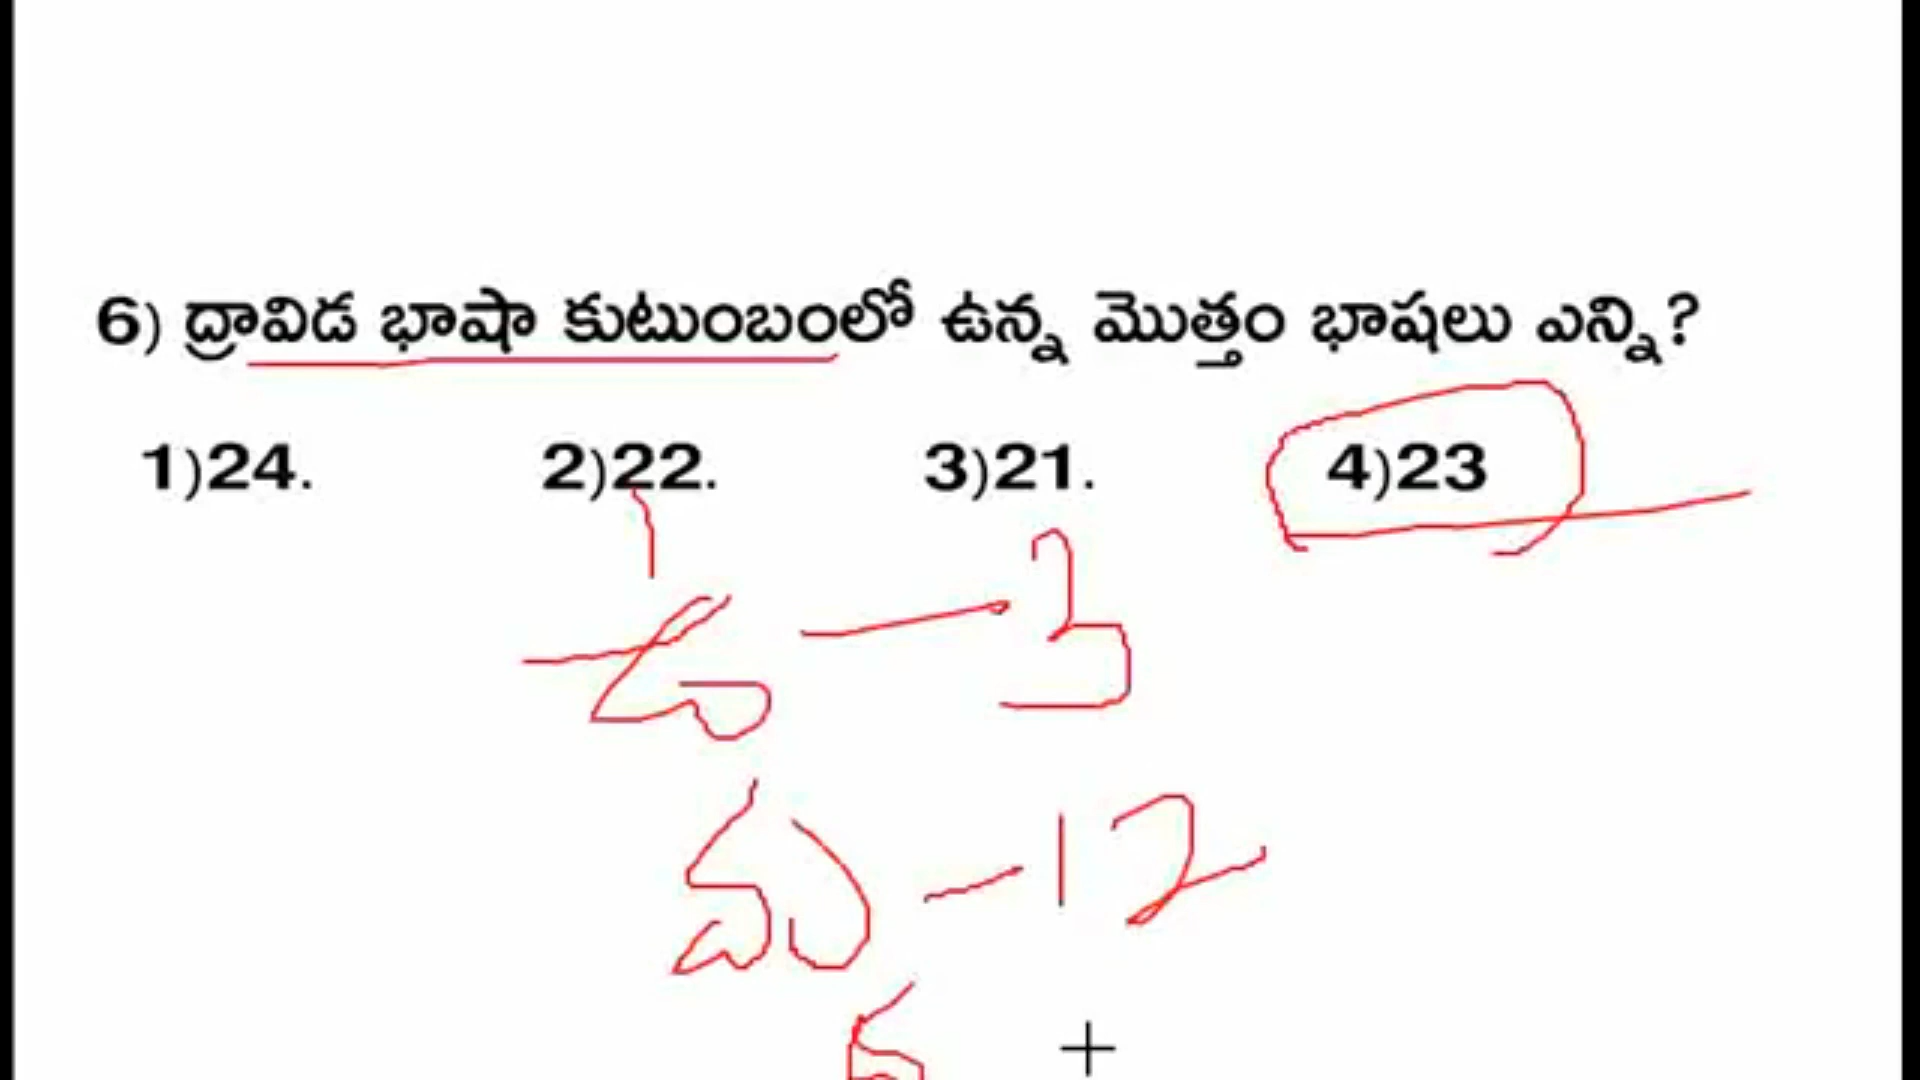 6) ద్రావిడ భాషా కుటుంబంలో ఉన్న మొత్తం భాషలు ఎన్ని?
1)24. 2)22. 3)21. 4)23
3
12